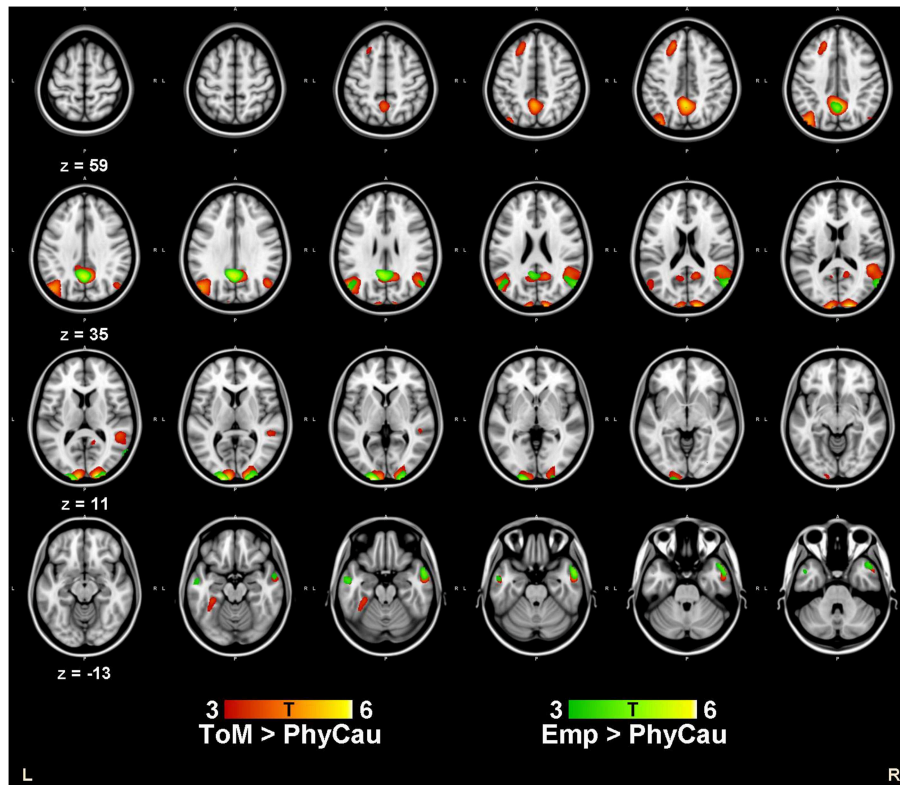 A A A A A A
L R L R L R L R L R L R
P P P P P P
z = 59
A A A A A A
L R L R L R L R L R L R
P P P P P P
z = 35
A A A A A A
L R L R L R L R L R L R
P P P P P P
z = 11
A A A A A A
L R L R L R L R L R L R
P P P P P P
z = -13
3 T 6 3 T 6
ToM > PhyCau Emp > PhyCau
L R